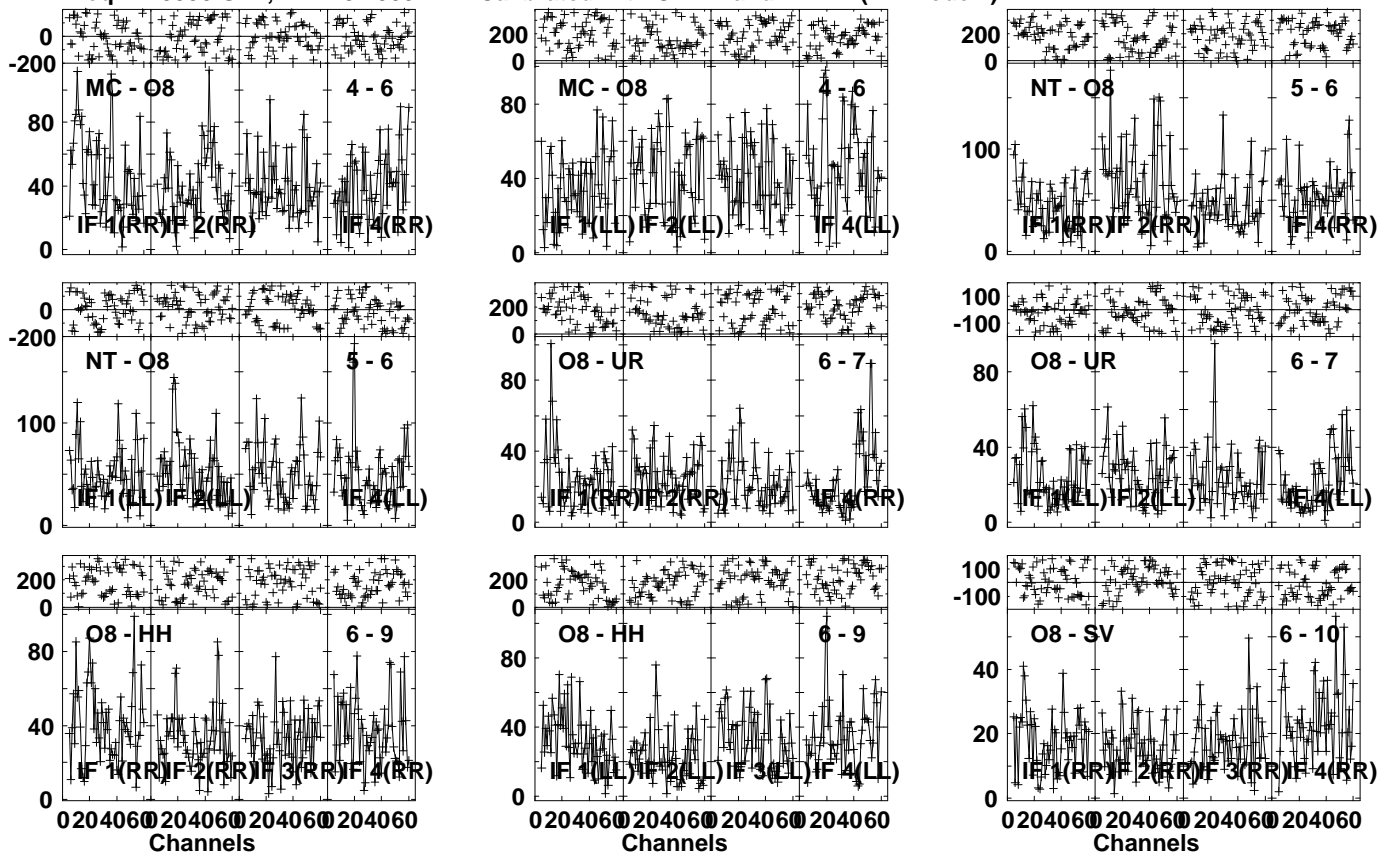 0
-200
MC - O8 4 - 6
80
40
0
IF 1(RR) IF 2(RR) IF 4(RR)
200
0
MC - O8 4 - 6
80
40
0
IF 1(LL) IF 2(LL) IF 4(LL)
200
0
NT - O8 5 - 6
100
0
IF 1(RR) IF 2(RR) IF 4(RR)
0
-200
NT - O8 5 - 6
100
0
IF 1(LL) IF 2(LL) IF 4(LL)
200
0
O8 - UR 6 - 7
80
40
0
IF 1(RR) IF 2(RR) IF 4(RR)
100
-100
O8 - UR 6 - 7
80
40
0
IF 1(LL) IF 2(LL) IF 4(LL)
200
0
O8 - HH 6 - 9
80
40
0
IF 1(RR) IF 2(RR) IF 3(RR) IF 4(RR)
0 20 40 60 0 20 40 60 0 20 40 60 0 20 40 60
Channels
200
0
O8 - HH 6 - 9
80
40
0
IF 1(LL) IF 2(LL) IF 3(LL) IF 4(LL)
0 20 40 60 0 20 40 60 0 20 40 60 0 20 40 60
Channels
100
-100
O8 - SV 6 - 10
40
20
0
IF 1(RR) IF 2(RR) IF 3(RR) IF 4(RR)
0 20 40 60 0 20 40 60 0 20 40 60 0 20 40 60